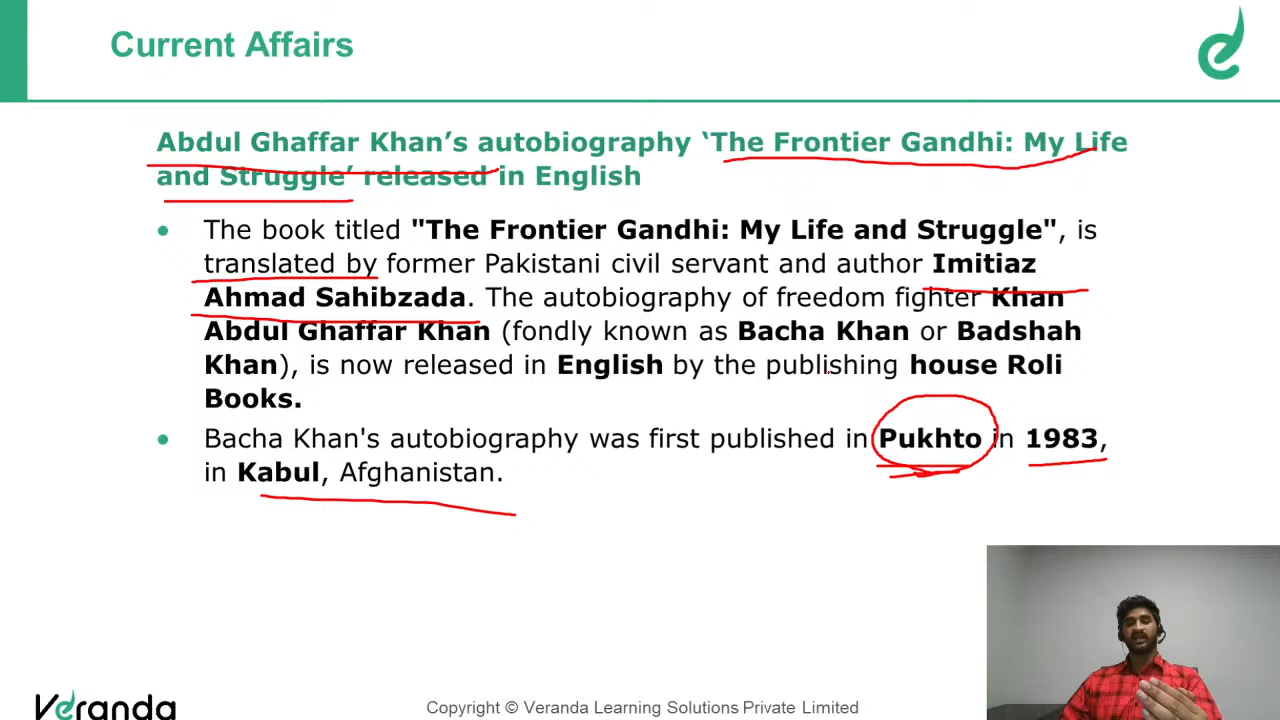 Current Affairs
Abdul Ghaffar Khan’s autobiography ‘The Frontier Gandhi: My Life
and Struggle’ released in English
• The book titled "The Frontier Gandhi: My Life and Struggle", is
translated by former Pakistani civil servant and author Imitiaz
Ahmad Sahibzada. The autobiography of freedom fighter Khan
Abdul Ghaffar Khan (fondly known as Bacha Khan or Badshah
Khan), is now released in English by the publishing house Roli
Books.
• Bacha Khan's autobiography was first published in Pukhto in 1983,
in Kabul, Afghanistan.
Veranda
Copyright © Veranda Learning Solutions Private Limited